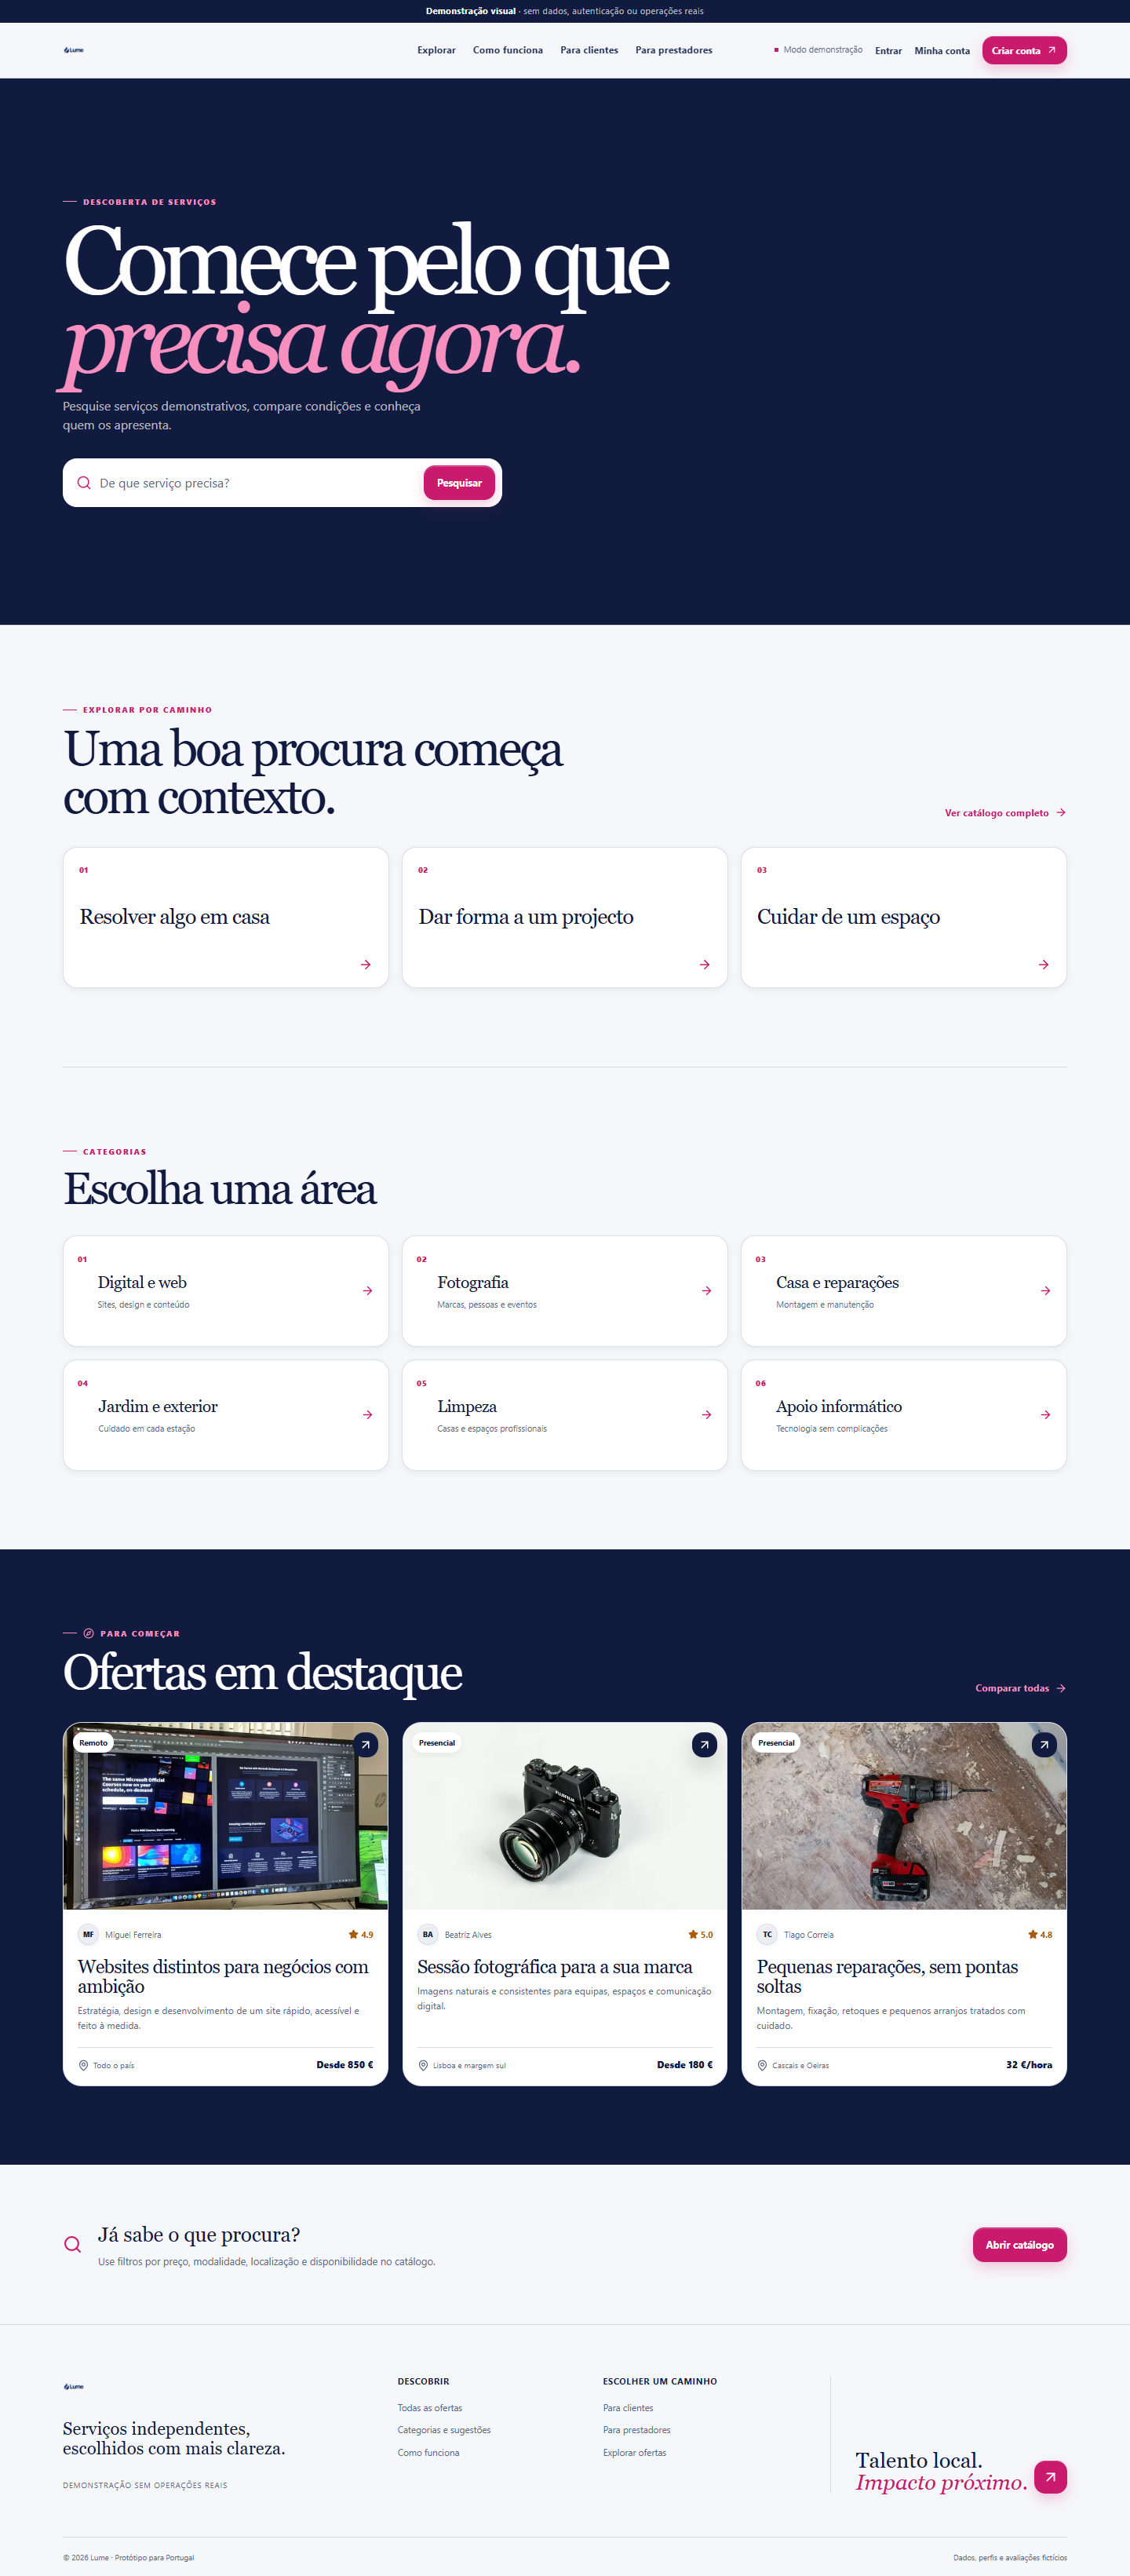 Demonstração visual · sem dados, autenticação ou operações reais
Lume
Explorar
Como funciona
Para clientes
Para prestadores
Modo demonstração
Entrar
Minha conta
Criar conta
DESCOBERTA DE SERVIÇOS
Comece pelo que
precisa agora.
Pesquise serviços demonstrativos, compare condições e conheça
quem os apresenta.
De que serviço precisa?
Pesquisar
EXPLORAR POR CAMINHO
Uma boa procura começa
com contexto.
Ver catálogo completo
01
Resolver algo em casa
02
Dar forma a um projecto
03
Cuidar de um espaço
CATEGORIAS
Escolha uma área
01
Digital e web
Sites, design e conteúdo
02
Fotografia
Marcas, pessoas e eventos
03
Casa e reparações
Montagem e manutenção
04
Jardim e exterior
Cuidado em cada estação
05
Limpeza
Casas e espaços profissionais
06
Apoio informático
Tecnologia sem complicações
PARA COMEÇAR
Ofertas em destaque
Comparar todas
Remoto
The same Microsoft Official
Courses now on your
schedule, on-demand
MF
Miguel Ferreira
4.9
Websites distintos para negócios com
ambição
Estratégia, design e desenvolvimento de um site rápido, acessível e
feito à medida.
Todo o país
Desde 850 €
Presencial
FUJIFILM
BA
Beatriz Alves
5.0
Sessão fotográfica para a sua marca
Imagens naturais e consistentes para equipas, espaços e comunicação
digital.
Lisboa e margem sul
Desde 180 €
Presencial
TC
Tiago Correia
4.8
Pequenas reparações, sem pontas
soltas
Montagem, fixação, retoques e pequenos arranjos tratados com
cuidado.
Cascais e Oeiras
32 €/hora
Já sabe o que procura?
Use filtros por preço, modalidade, localização e disponibilidade no catálogo.
Abrir catálogo
Lume
Serviços independentes,
escolhidos com mais clareza.
DEMONSTRAÇÃO SEM OPERAÇÕES REAIS
DESCOBRIR
Todas as ofertas
Categorias e sugestões
Como funciona
ESCOLHER UM CAMINHO
Para clientes
Para prestadores
Explorar ofertas
Talento local.
Impacto próximo.
© 2026 Lume · Protótipo para Portugal
Dados, perfis e avaliações fictícios